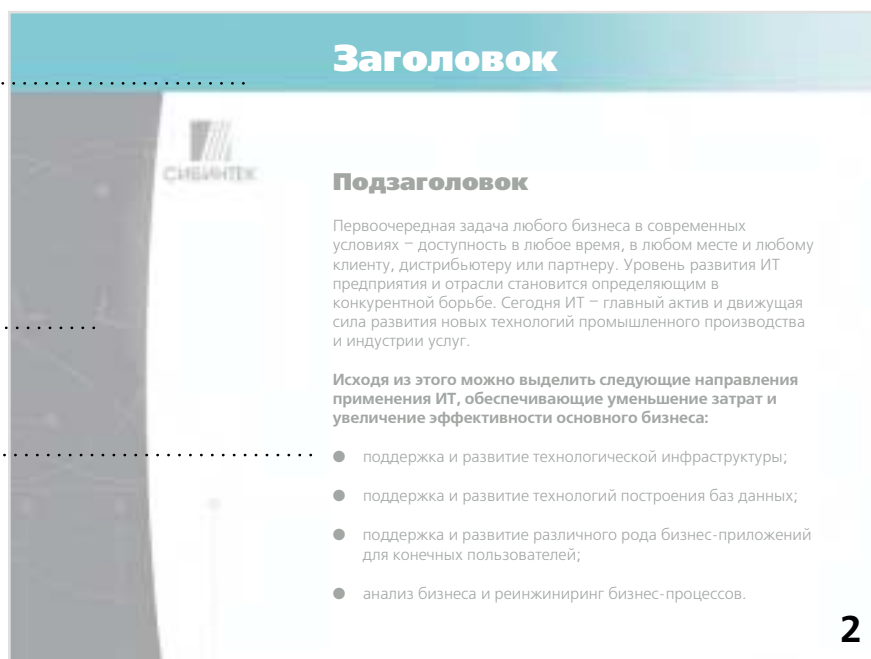 Заголовок
СИБИНТЕК
Подзаголовок
Первоочередная задача любого бизнеса в современных
условиях – доступность в любое время, в любом месте и любому
клиенту, дистрибьютеру или партнеру. Уровень развития ИТ
предприятия и отрасли становится определяющим в
конкурентной борьбе. Сегодня ИТ – главный актив и движущая
сила развития новых технологий промышленного производства
и индустрии услуг.
Исходя из этого можно выделить следующие направления
применения ИТ, обеспечивающие уменьшение затрат и
увеличение эффективности основного бизнеса:
● поддержка и развитие технологической инфраструктуры;
● поддержка и развитие технологий построения баз данных;
● поддержка и развитие различного рода бизнес-приложений
для конечных пользователей;
● анализ бизнеса и реинжиниринг бизнес-процессов.
2